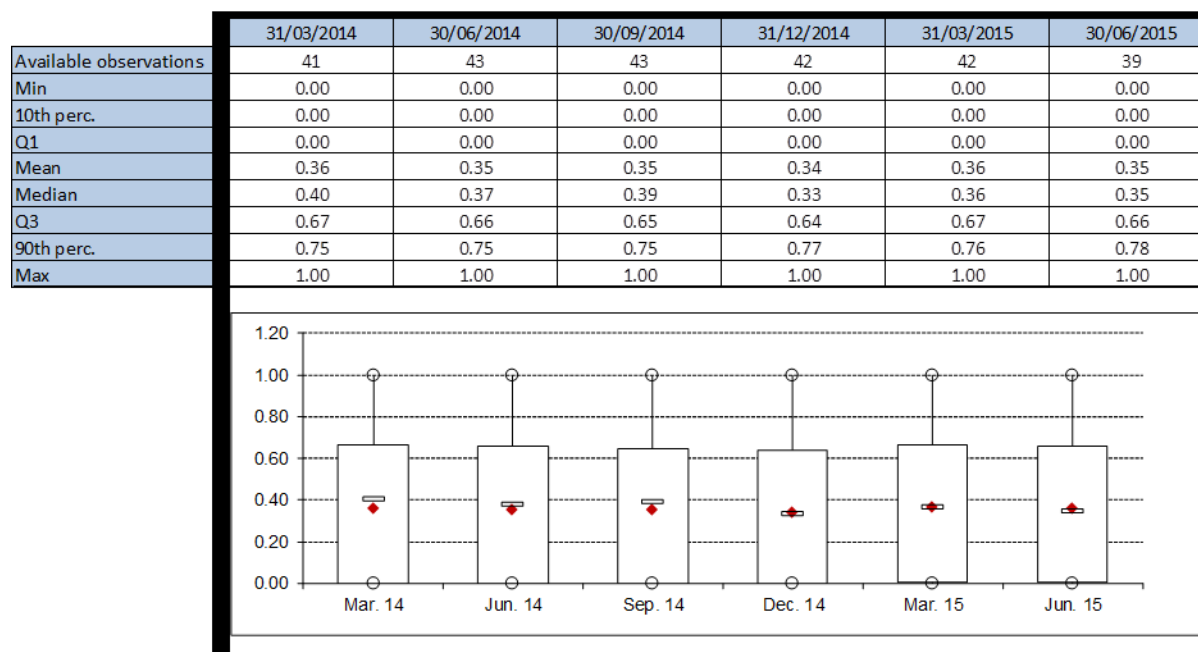 31/03/2014 30/06/2014 30/09/2014 31/12/2014 31/03/2015 30/06/2015
Available observations 41 43 43 42 42 39
Min 0.00 0.00 0.00 0.00 0.00 0.00
10th perc. 0.00 0.00 0.00 0.00 0.00 0.00
Q1 0.00 0.00 0.00 0.00 0.00 0.00
Mean 0.36 0.35 0.35 0.34 0.36 0.35
Median 0.40 0.37 0.39 0.33 0.36 0.35
Q3 0.67 0.66 0.65 0.64 0.67 0.66
90th perc. 0.75 0.75 0.75 0.77 0.76 0.78
Max 1.00 1.00 1.00 1.00 1.00 1.00
1.20
1.00
0.80
0.60
0.40
0.20
0.00
Mar. 14 Jun. 14 Sep. 14 Dec. 14 Mar. 15 Jun. 15